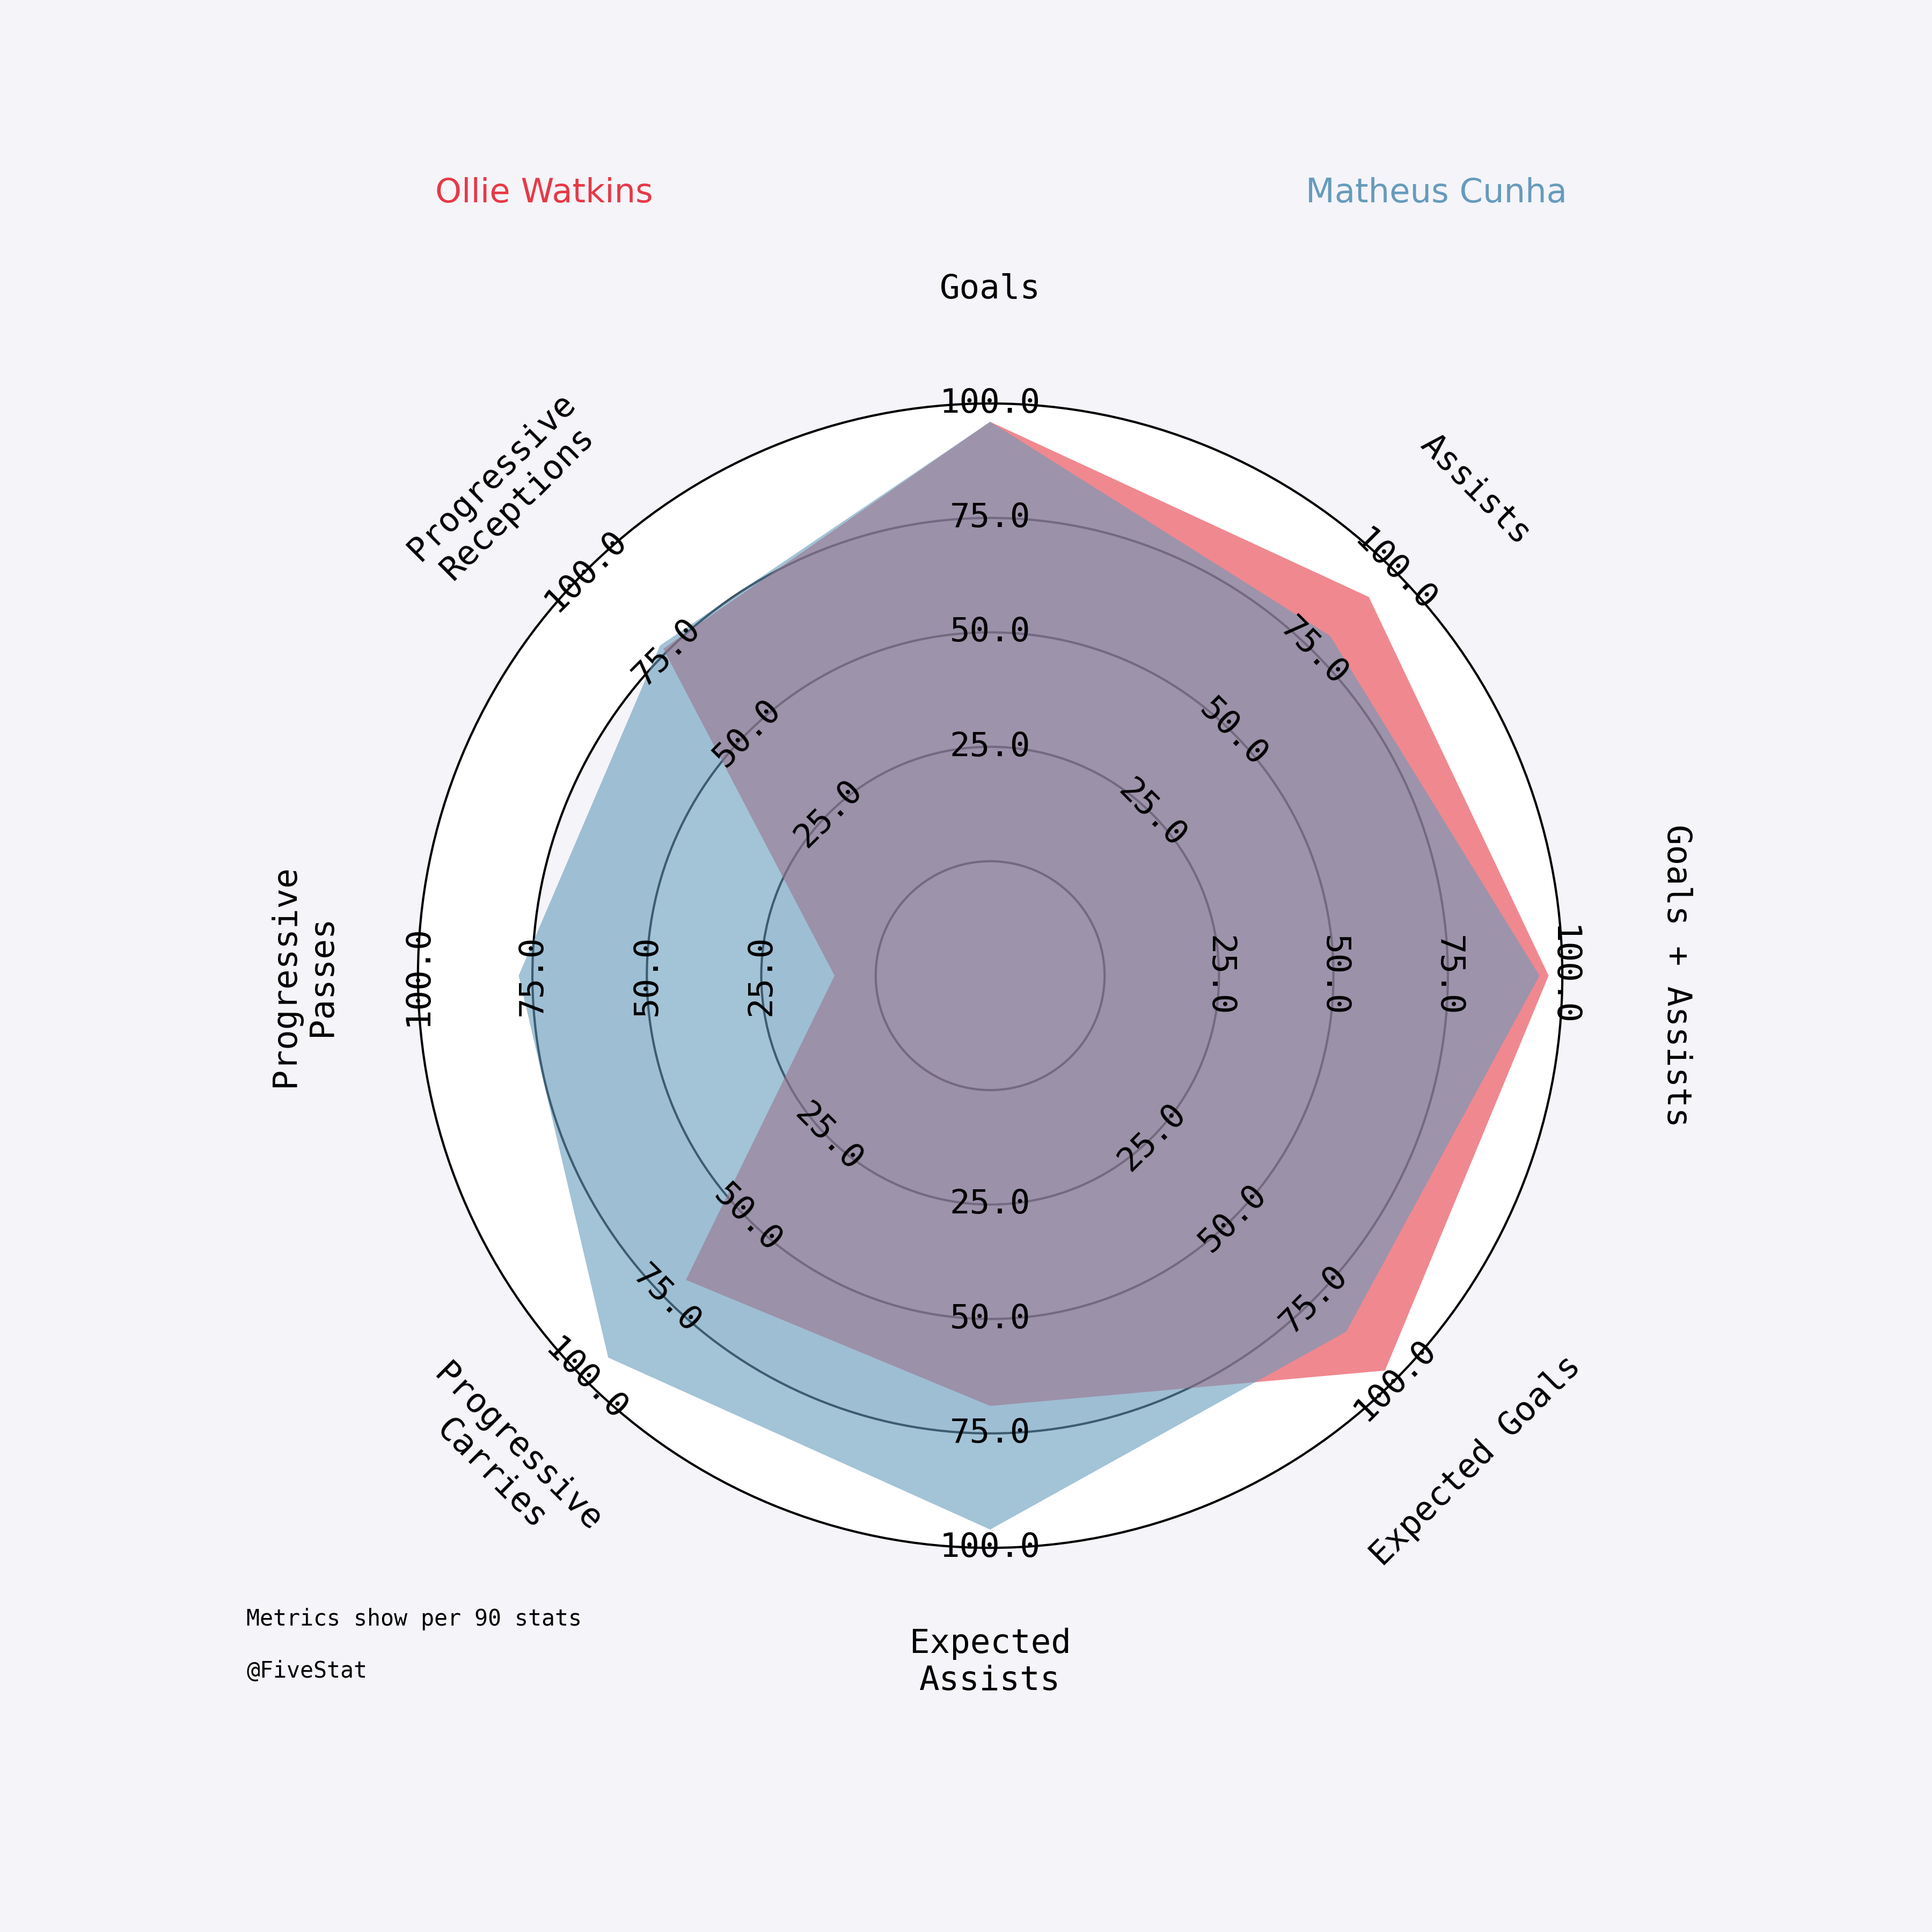 Ollie Watkins
Matheus Cunha
Goals
Assists
Goals + Assists
Expected Goals
Expected
Assists
Progressive
Carries
Progressive
Passes
Progressive
Receptions
25.0
50.0
75.0
100.0
25.0
50.0
75.0
100.0
25.0
50.0
75.0
100.0
25.0
50.0
75.0
100.0
25.0
50.0
75.0
100.0
25.0
50.0
75.0
100.0
25.0
50.0
75.0
100.0
25.0
50.0
75.0
100.0
Metrics show per 90 stats
@FiveStat